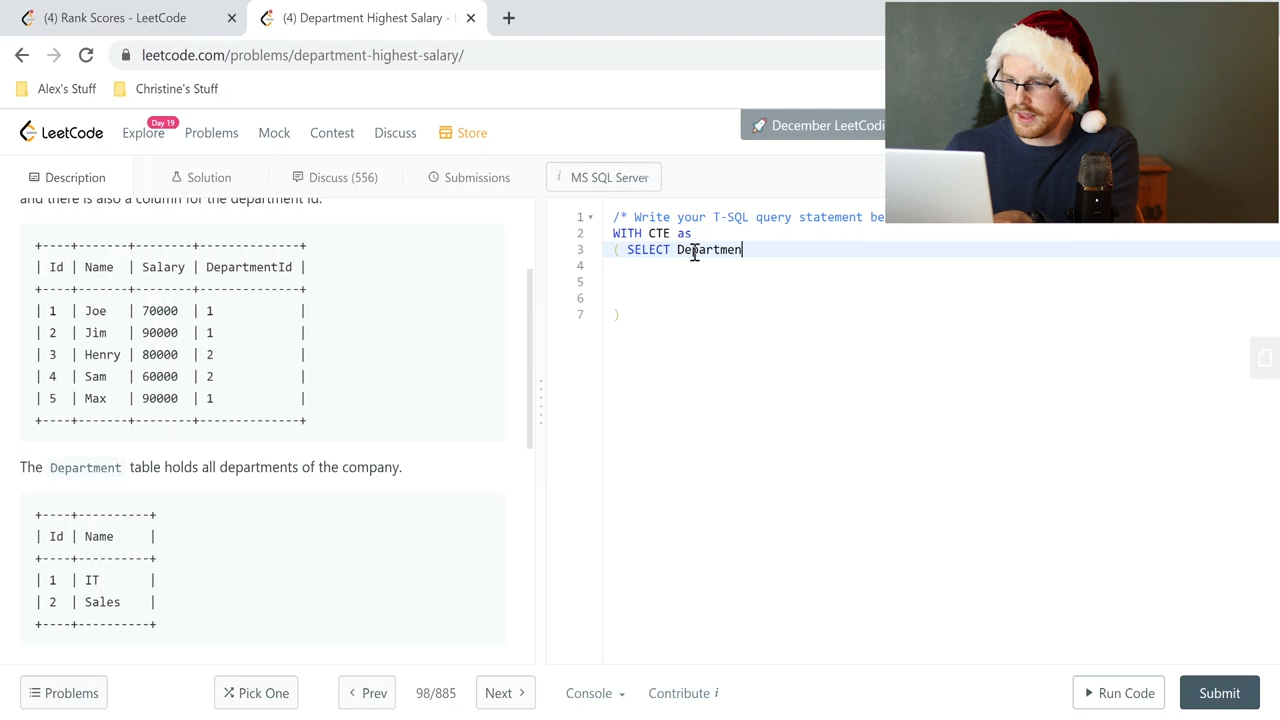 (4) Rank Scores - LeetCode
(4) Department Highest Salary - L
leetcode.com/problems/department-highest-salary/
Alex's Stuff
Christine's Stuff
LeetCode
Explore
Day 19
Problems
Mock
Contest
Discuss
Store
December LeetCodi
Description
Solution
Discuss (556)
Submissions
i MS SQL Server
and there is also a column for the department Id.
+----+-------+--------+--------------+
| Id | Name | Salary | DepartmentId |
+----+-------+--------+--------------+
| 1 | Joe | 70000 | 1 |
| 2 | Jim | 90000 | 1 |
| 3 | Henry | 80000 | 2 |
| 4 | Sam | 60000 | 2 |
| 5 | Max | 90000 | 1 |
+----+-------+--------+--------------+
The Department table holds all departments of the company.
+----+----------+
| Id | Name |
+----+----------+
| 1 | IT |
| 2 | Sales |
+----+----------+
1 /* Write your T-SQL query statement be
2 WITH CTE as
3 ( SELECT Departmen
4
5
6
7 )
Problems
Pick One
Prev
98/885
Next
Console
Contribute i
Run Code
Submit